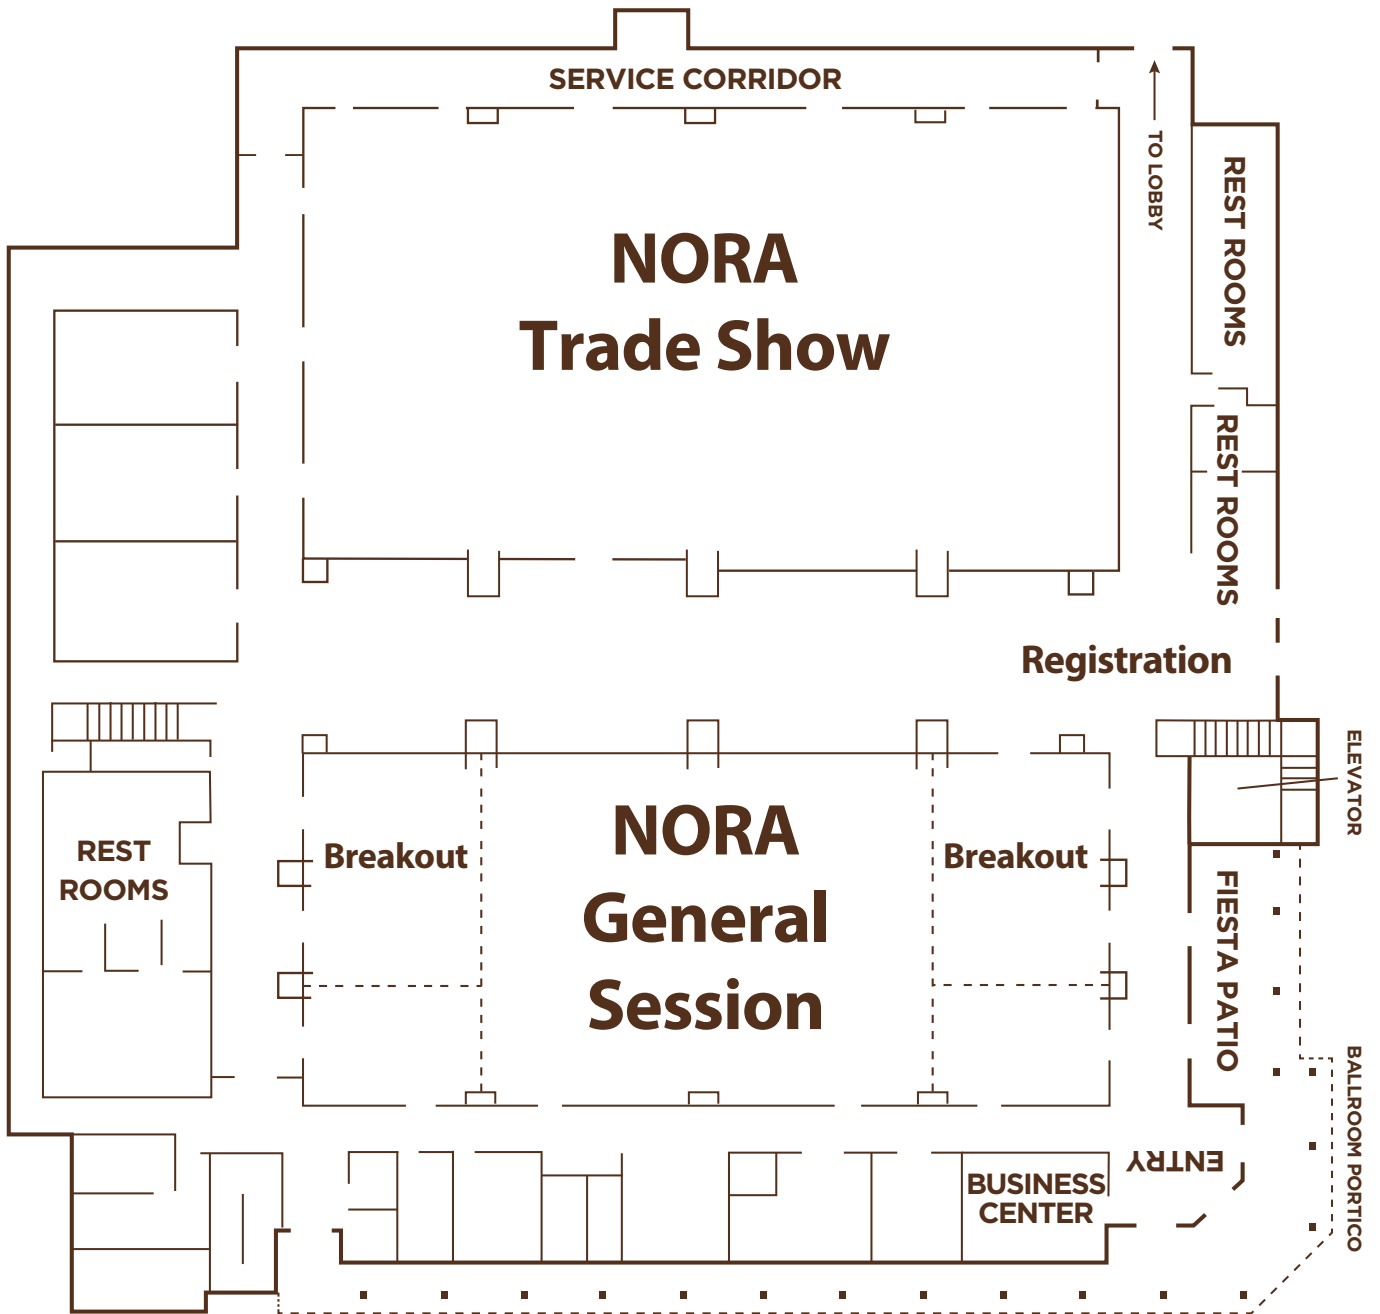 SERVICE CORRIDOR
TO LOBBY
REST ROOMS
NORA
Trade Show
REST ROOMS
Registration
ELEVATOR
NORA
General
Session
Breakout
Breakout
REST
ROOMS
FIESTA PATIO
BALLROOM PORTICO
ENTRY
BUSINESS
CENTER